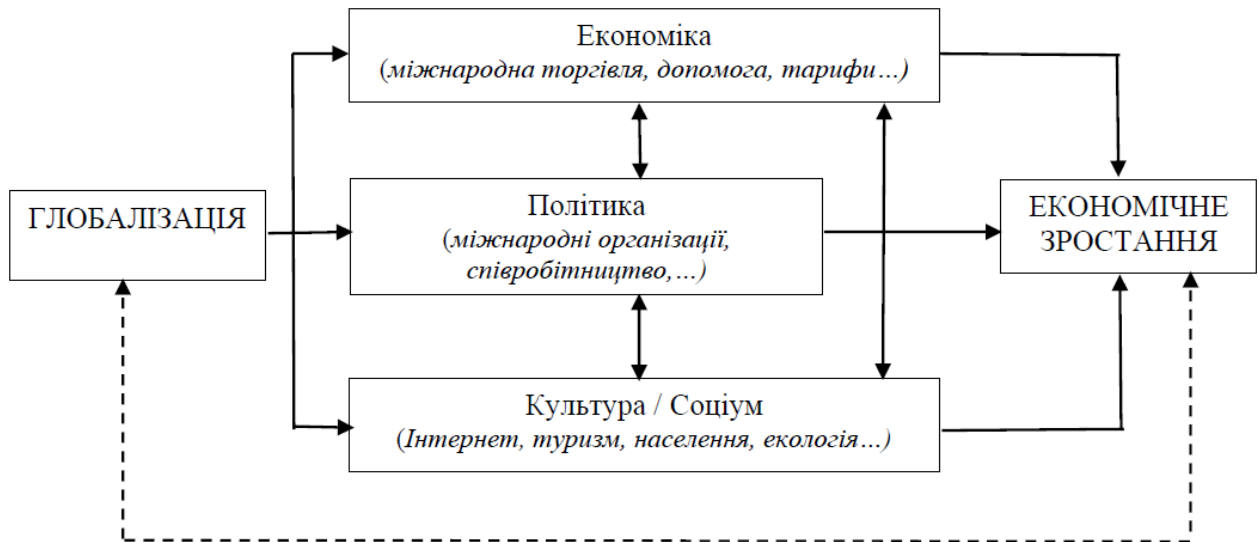 Економіка
(міжнародна торгівля, допомога, тарифи…)
ГЛОБАЛІЗАЦІЯ
Політика
(міжнародні організації,
співробітництво,…)
ЕКОНОМІЧНЕ
ЗРОСТАННЯ
Культура / Соціум
(Інтернет, туризм, населення, екологія…)